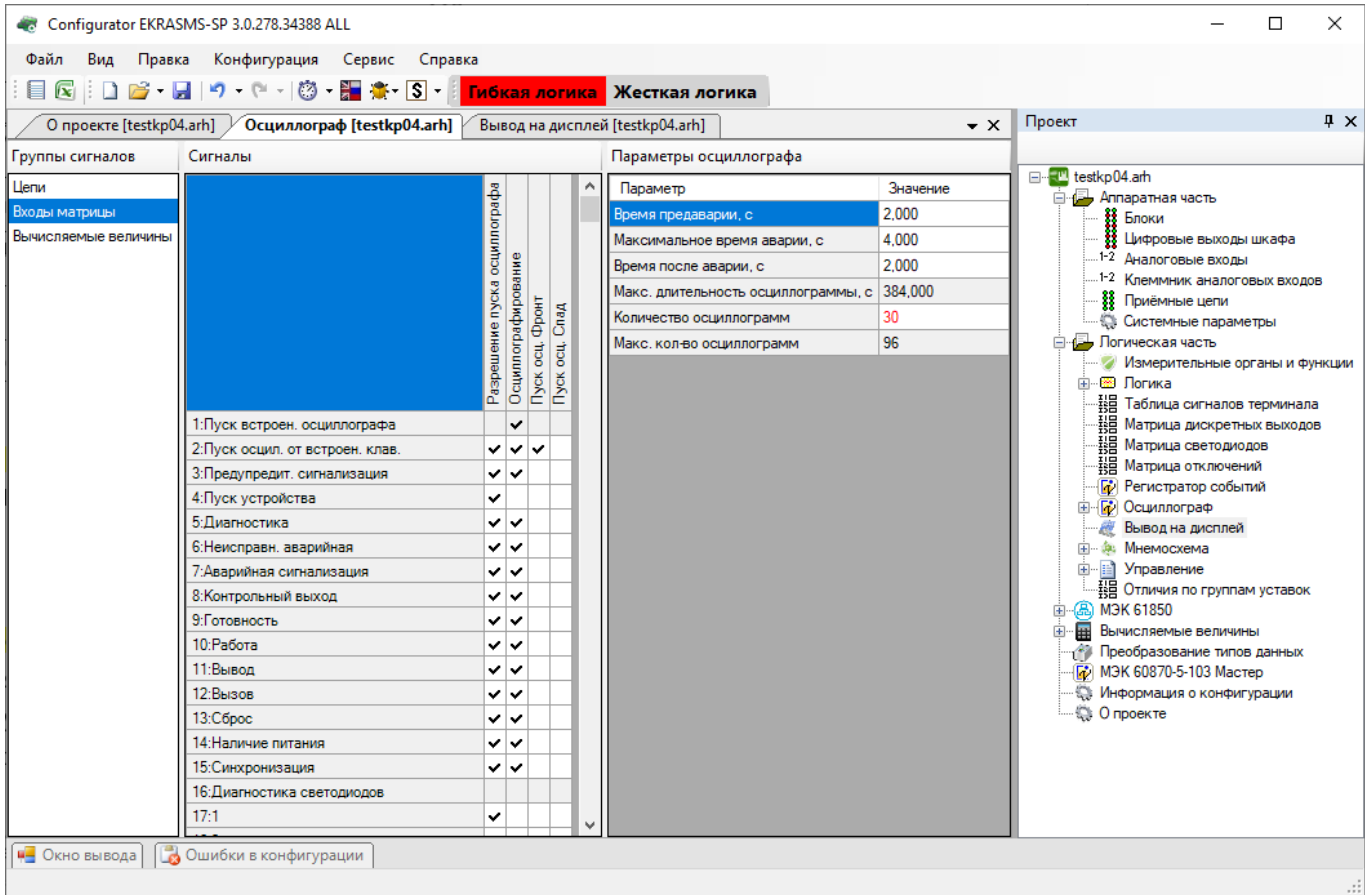 Configurator EKRASMS-SP 3.0.278.34388 ALL
Файл Вид Правка Конфигурация Сервис Справка
Гибкая логика Жесткая логика
О проекте [testkp04.arh] Осциллограф [testkp04.arh] Вывод на дисплей [testkp04.arh]
Группы сигналов
Цепи
Входы матрицы
Вычисляемые величины
Сигналы
Разрешение пуска осциллографа
Осциллографирование
Пуск осц. Фронт
Пуск осц. Спад
1:Пуск встроен. осциллографа
2:Пуск осцил. от встроен. клав.
3:Предупредит. сигнализация
4:Пуск устройства
5:Диагностика
6:Неисправн. аварийная
7:Аварийная сигнализация
8:Контрольный выход
9:Готовность
10:Работа
11:Вывод
12:Вызов
13:Сброс
14:Наличие питания
15:Синхронизация
16:Диагностика светодиодов
17:1
Параметры осциллографа
Параметр Значение
Время предаварии, с 2,000
Максимальное время аварии, с 4,000
Время после аварии, с 2,000
Макс. длительность осциллограммы, с 384,000
Количество осциллограмм 30
Макс. кол-во осциллограмм 96
Проект
testkp04.arh
Аппаратная часть
Блоки
Цифровые выходы шкафа
1-2 Аналоговые входы
1-2 Клеммник аналоговых входов
Приёмные цепи
Системные параметры
Логическая часть
Измерительные органы и функции
Логика
Таблица сигналов терминала
Матрица дискретных выходов
Матрица светодиодов
Матрица отключений
Регистратор событий
Осциллограф
Вывод на дисплей
Мнемосхема
Управление
Отличия по группам уставок
МЭК 61850
Вычисляемые величины
Преобразование типов данных
МЭК 60870-5-103 Мастер
Информация о конфигурации
О проекте
Окно вывода Ошибки в конфигурации